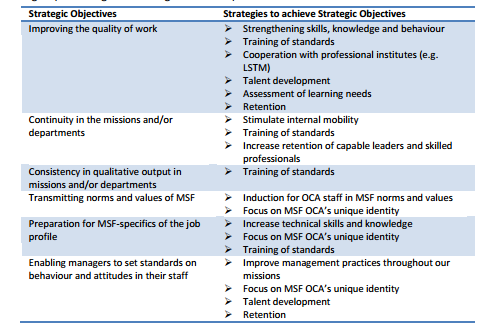 Strategic Objectives
Strategies to achieve Strategic Objectives
Improving the quality of work
➢ Strengthening skills, knowledge and behaviour
➢ Training of standards
➢ Cooperation with professional institutes (e.g.
LSTM)
➢ Talent development
➢ Assessment of learning needs
➢ Retention
Continuity in the missions and/or
departments
➢ Stimulate internal mobility
➢ Training of standards
➢ Increase retention of capable leaders and skilled
professionals
Consistency in qualitative output in
missions and/or departments
➢ Training of standards
Transmitting norms and values of MSF
➢ Induction for OCA staff in MSF norms and values
➢ Focus on MSF OCA's unique identity
Preparation for MSF-specifics of the job
profile
➢ Increase technical skills and knowledge
➢ Focus on MSF OCA's unique identity
➢ Training of standards
Enabling managers to set standards on
behaviour and attitudes in their staff
➢ Improve management practices throughout our
missions
➢ Focus on MSF OCA's unique identity
➢ Talent development
➢ Retention